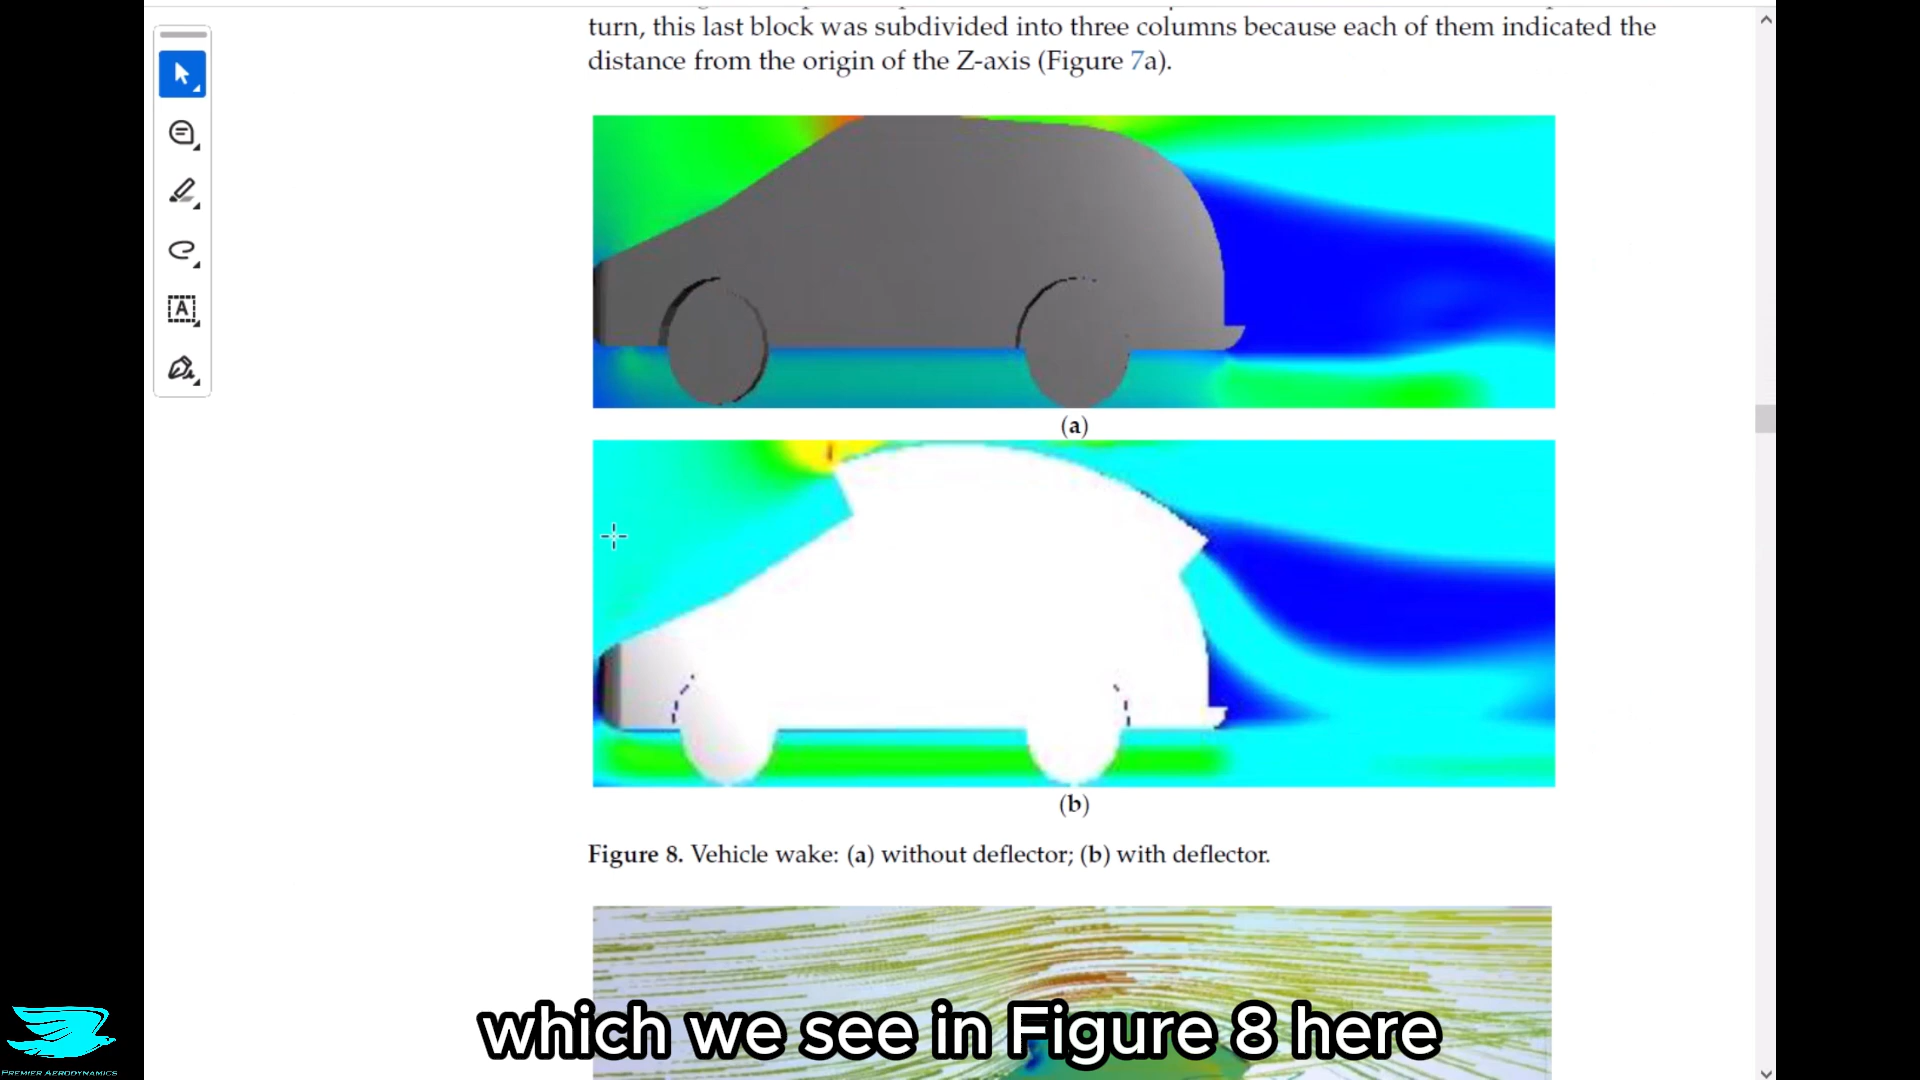 turn, this last block was subdivided into three columns because each of them indicated the
distance from the origin of the Z-axis (Figure 7a).
A
(a)
(b)
Figure 8. Vehicle wake: (a) without deflector; (b) with deflector.
which we see in Figure 8 here
PREMIER AERODYNAMICS